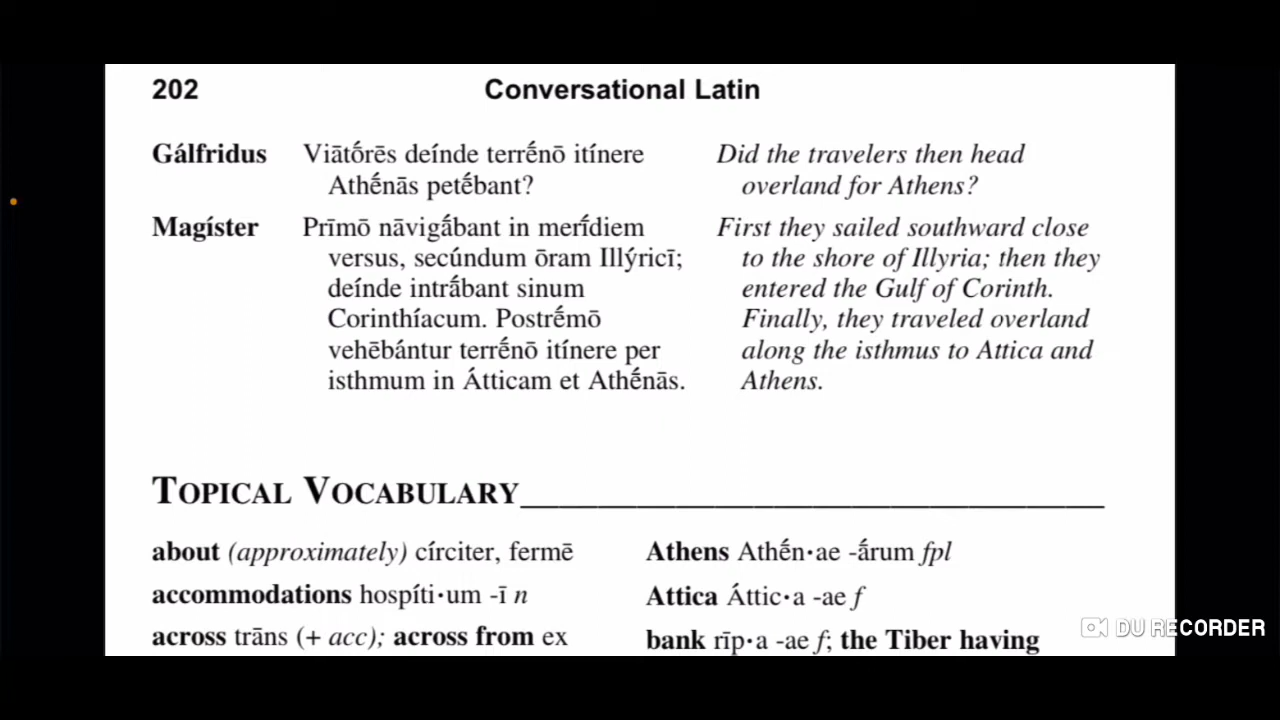 202 Conversational Latin
Gálfridus Viātṓrēs deínde terrḗnō itínere Did the travelers then head
Athḗnās petḗbant? overland for Athens?
Magíster Prīmō nāvigā́bant in merī́diem First they sailed southward close
versus, secúndum ōram Illýricī; to the shore of Illyria; then they
deínde intrā́bant sinum entered the Gulf of Corinth.
Corinthíacum. Postrḗmō Finally, they traveled overland
vehēbántur terrḗnō itínere per along the isthmus to Attica and
isthmum in Átticam et Athḗnās. Athens.
TOPICAL VOCABULARY
about (approximately) círciter, fermē
accommodations hospíti•um -ī n
across trāns (+ acc); across from ex
Athens Athḗn•ae -ā́rum fpl
Attica Áttic•a -ae f
bank rīp•a -ae f; the Tiber having
DU RECORDER